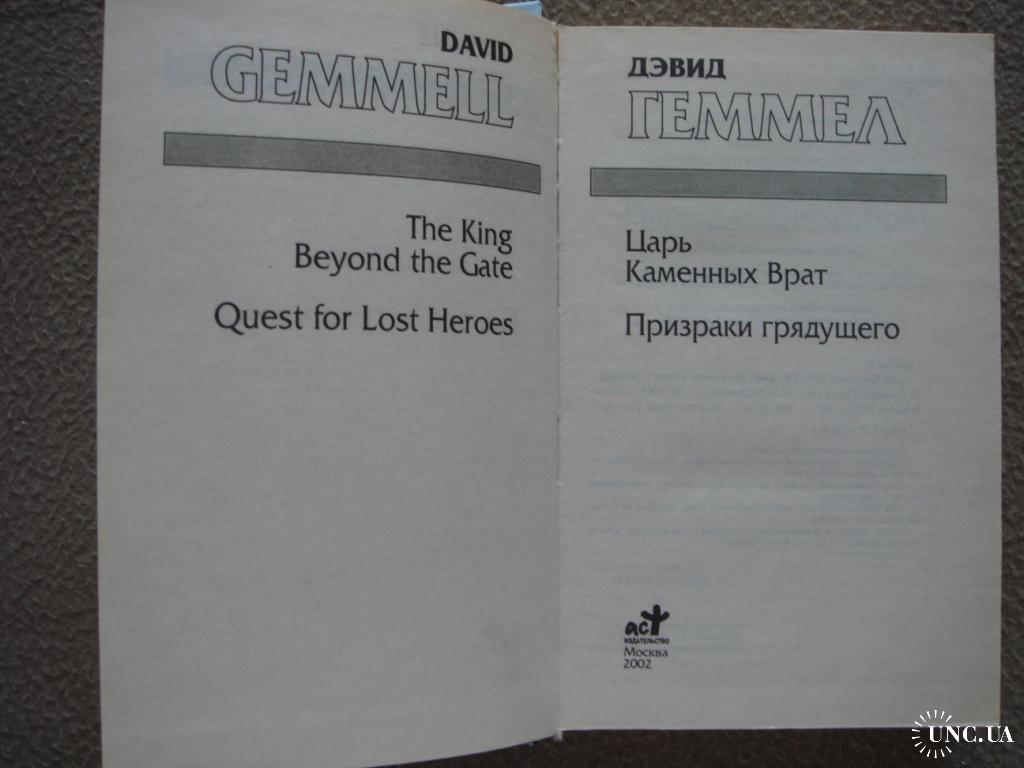 DAVID
GEMMELL
The King
Beyond the Gate
Quest for Lost Heroes
ДЭВИД
ГЕММЕЛ
Царь
Каменных Врат
Призраки грядущего
аст
ИЗДАТЕЛЬСТВО
Москва
2002
UNC.UA